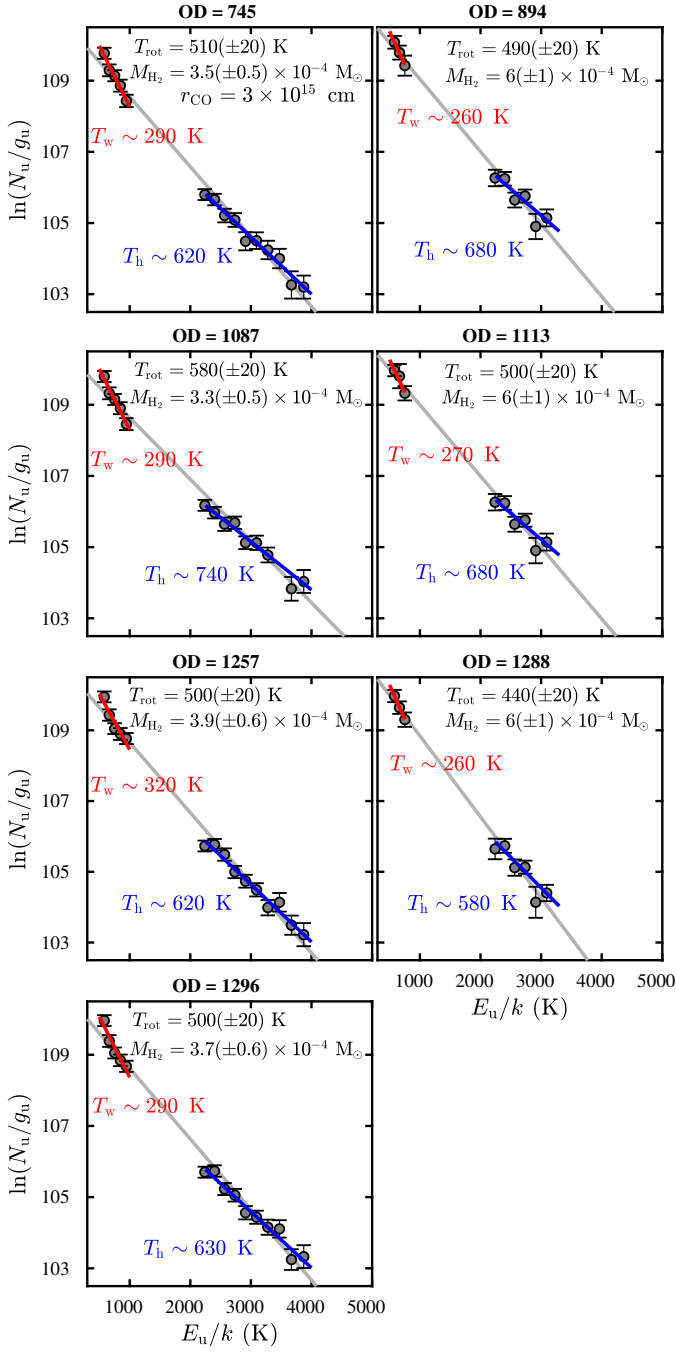 OD = 745
OD = 894
T_rot = 510(±20) K
M_H₂ = 3.5(±0.5) × 10⁻⁴ M⊙
r_CO = 3 × 10¹⁵ cm
T_w ∼ 290 K
T_h ∼ 620 K
ln(N_u/g_u)
109
107
105
103
T_rot = 490(±20) K
M_H₂ = 6(±1) × 10⁻⁴ M⊙
T_w ∼ 260 K
T_h ∼ 680 K
OD = 1087
OD = 1113
T_rot = 580(±20) K
M_H₂ = 3.3(±0.5) × 10⁻⁴ M⊙
T_w ∼ 290 K
T_h ∼ 740 K
ln(N_u/g_u)
109
107
105
103
T_rot = 500(±20) K
M_H₂ = 6(±1) × 10⁻⁴ M⊙
T_w ∼ 270 K
T_h ∼ 680 K
OD = 1257
OD = 1288
T_rot = 500(±20) K
M_H₂ = 3.9(±0.6) × 10⁻⁴ M⊙
T_w ∼ 320 K
T_h ∼ 620 K
ln(N_u/g_u)
109
107
105
103
T_rot = 440(±20) K
M_H₂ = 6(±1) × 10⁻⁴ M⊙
T_w ∼ 260 K
T_h ∼ 580 K
1000 2000 3000 4000 5000
E_u/k (K)
OD = 1296
T_rot = 500(±20) K
M_H₂ = 3.7(±0.6) × 10⁻⁴ M⊙
T_w ∼ 290 K
T_h ∼ 630 K
ln(N_u/g_u)
109
107
105
103
1000 2000 3000 4000 5000
E_u/k (K)